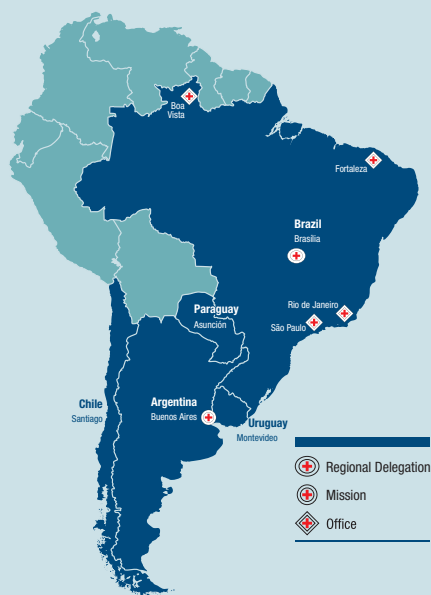 Boa
Vista
Fortaleza
Brazil
Brasília
Rio de Janeiro
São Paulo
Paraguay
Asunción
Chile
Santiago
Argentina
Buenos Aires
Uruguay
Montevideo
Regional Delegation
Mission
Office